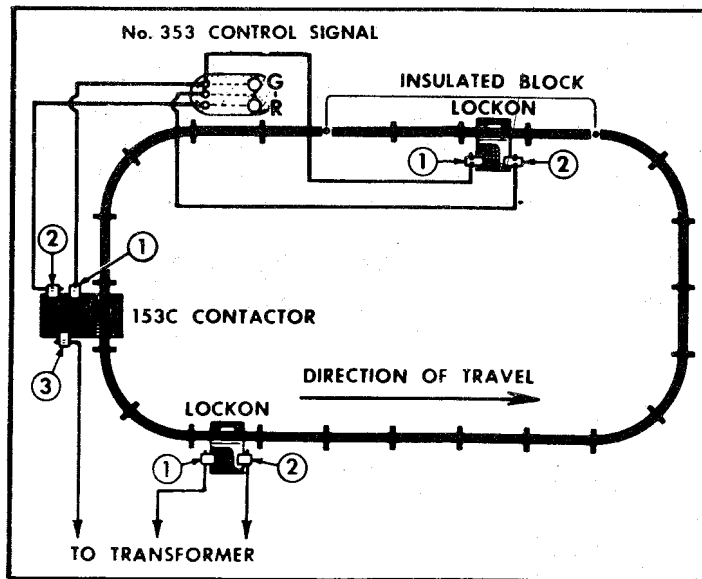 No. 353 CONTROL SIGNAL
G
R
INSULATED BLOCK
LOCKON
1
2
2
1
153C CONTACTOR
3
DIRECTION OF TRAVEL
LOCKON
1
2
TO TRANSFORMER